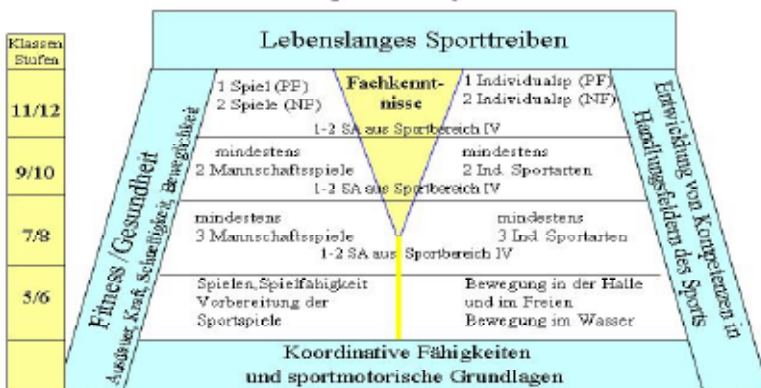 Lebenslanges Sporttreiben
Klassen
Stufen
11/12
1 Spiel (PF)
2 Spiele (NF)
Fachkennt-
nisse
1 Individualsp (PF)
2 Individualsp (NF)
1-2 SA aus Sportbereich IV
9/10
mindestens
2 Mannschaftsspiele
mindestens
2 Ind. Sportarten
1-2 SA aus Sportbereich IV
7/8
mindestens
3 Mannschaftsspiele
mindestens
3 Ind. Sportarten
1-2 SA aus Sportbereich IV
5/6
Spielen,Spielfähigkeit
Vorbereitung der
Sportspiele
Bewegung in der Halle
und im Freien
Bewegung im Wasser
Fitness /Gesundheit
Ausdauer, Kraft, Schnelligkeit, Beweglichkeit
Entwicklung von Kompetenzen in
Handlungsfeldern des Sports
Koordinative Fähigkeiten
und sportmotorische Grundlagen